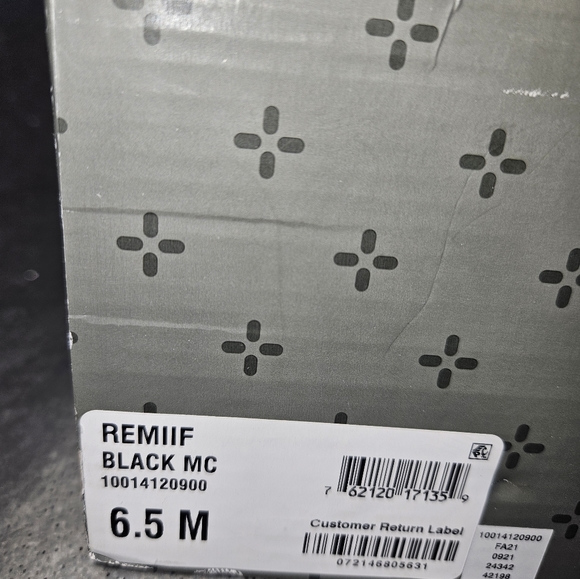 REMIIF
BLACK MC
10014120900
6.5 M
7 62120 17135 9
Customer Return Label
072146805631
10014120900
FA21
0921
24342
42198